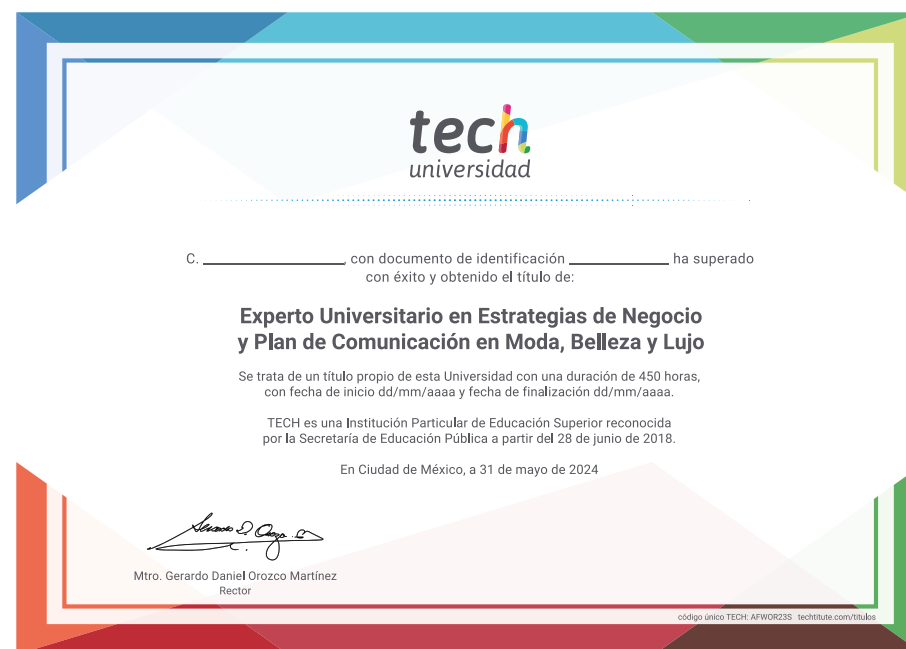 tech
universidad
C. ____________________, con documento de identificación ______________ ha superado
con éxito y obtenido el título de:
Experto Universitario en Estrategias de Negocio
y Plan de Comunicación en Moda, Belleza y Lujo
Se trata de un título propio de esta Universidad con una duración de 450 horas,
con fecha de inicio dd/mm/aaaa y fecha de finalización dd/mm/aaaa.
TECH es una Institución Particular de Educación Superior reconocida
por la Secretaría de Educación Pública a partir del 28 de junio de 2018.
En Ciudad de México, a 31 de mayo de 2024
Mtro. Gerardo Daniel Orozco Martínez
Rector
código único TECH: AFWOR23S techtitute.com/titulos